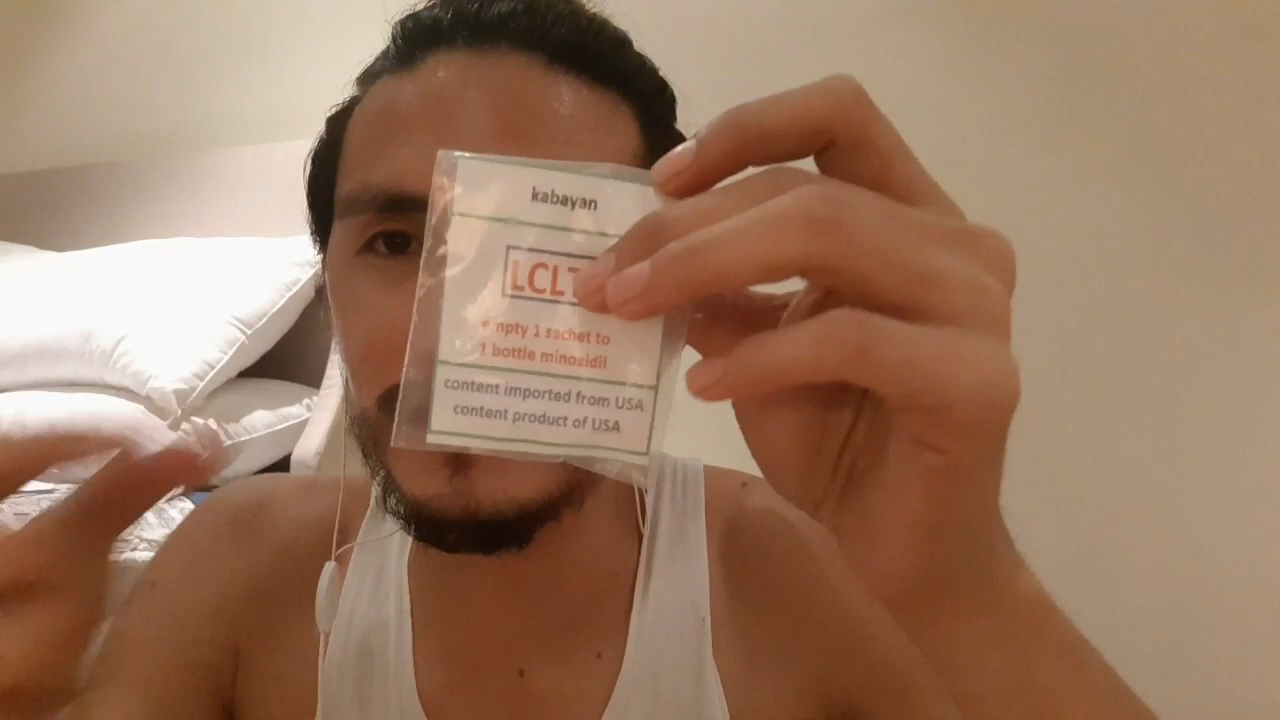 kabayan
LCLT
empty 1 sachet to
1 bottle minoxidil
content imported from USA
content product of USA